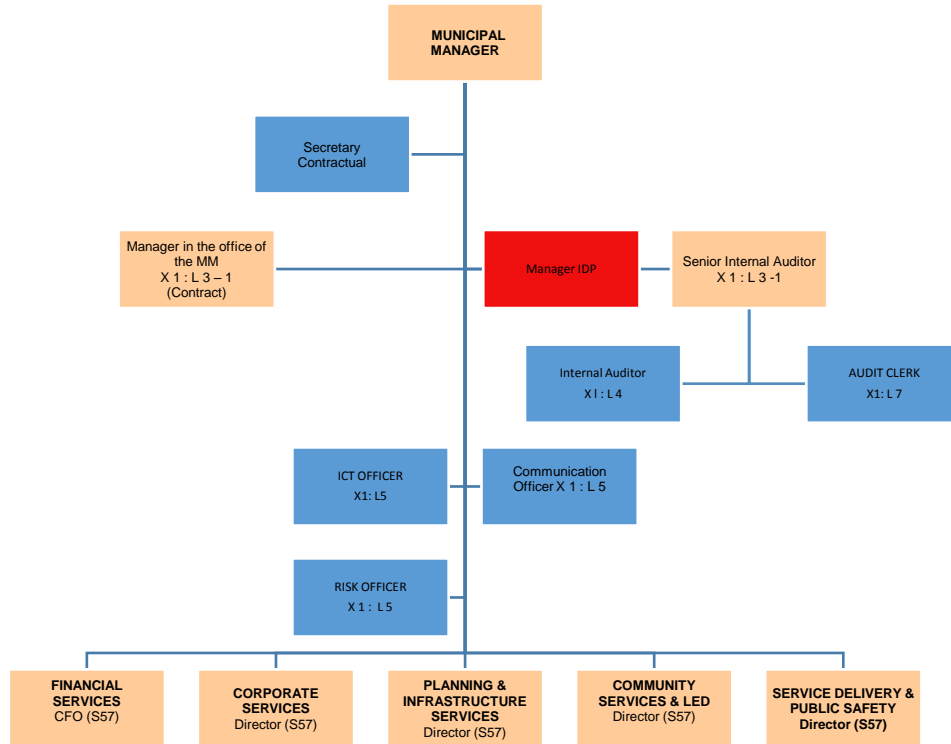 MUNICIPAL
MANAGER
Secretary
Contractual
Manager in the office of
the MM
X 1 : L 3 – 1
(Contract)
Manager IDP
Senior Internal Auditor
X 1 : L 3 -1
Internal Auditor
X l : L 4
AUDIT CLERK
X1: L 7
ICT OFFICER
X1: L5
Communication
Officer X 1 : L 5
RISK OFFICER
X 1 : L 5
FINANCIAL
SERVICES
CFO (S57)
CORPORATE
SERVICES
Director (S57)
PLANNING &
INFRASTRUCTURE
SERVICES
Director (S57)
COMMUNITY
SERVICES & LED
Director (S57)
SERVICE DELIVERY &
PUBLIC SAFETY
Director (S57)